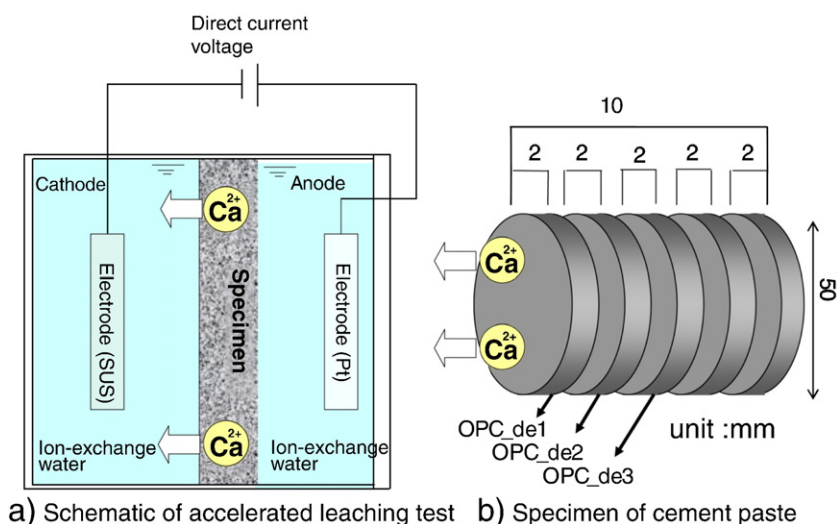 Direct current
voltage
Cathode
Anode
Ca2+
Electrode (SUS)
Specimen
Electrode (Pt)
Ca2+
Ion-exchange
water
Ion-exchange
water
a) Schematic of accelerated leaching test
10
2 2 2 2 2
Ca2+
Ca2+
50
OPC_de1
OPC_de2
OPC_de3
unit :mm
b) Specimen of cement paste